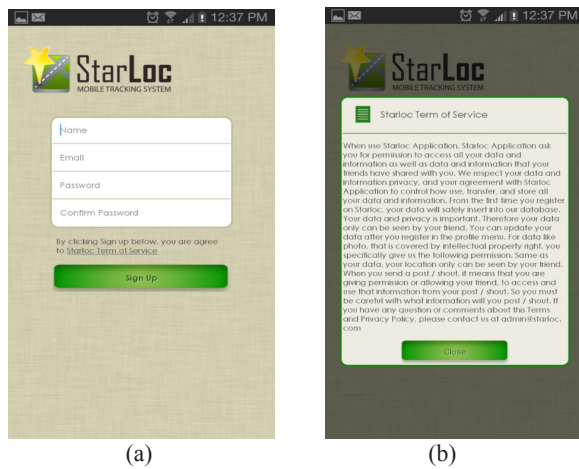 12:37 PM
StarLoc
MOBILE TRACKING SYSTEM
Name
Email
Password
Confirm Password
By clicking Sign up below, you are agree
to Starloc Term of Service
Sign Up
(a)
12:37 PM
StarLoc
MOBILE TRACKING SYSTEM
Starloc Term of Service
When use Starloc Application, Starloc Application ask
you for permission to access all your data and
information as well as data and information that your
friends have shared with you. We respect your data and
information privacy, and your agreement with Starloc
Application to control how use, transfer, and store all
your data and information. From the first time you register
on Starloc, your data will safely insert into our database.
Your data and privacy is important. Therefore your data
only can be seen by your friend. You can update your
data after you register in the profile menu. For data like
photo, that is covered by intellectual property right, you
specifically give us the following permission. Same as
your data, your location only can be seen by your friend.
When you send a post / shout, it means that you are
giving permission or allowing your friend, to access and
use that information from your post / shout. So you must
be careful with what information will you post / shout. If
you have any question or comments about this Terms
and Privacy Policy, please contact us at admin@starloc.
com
Close
(b)